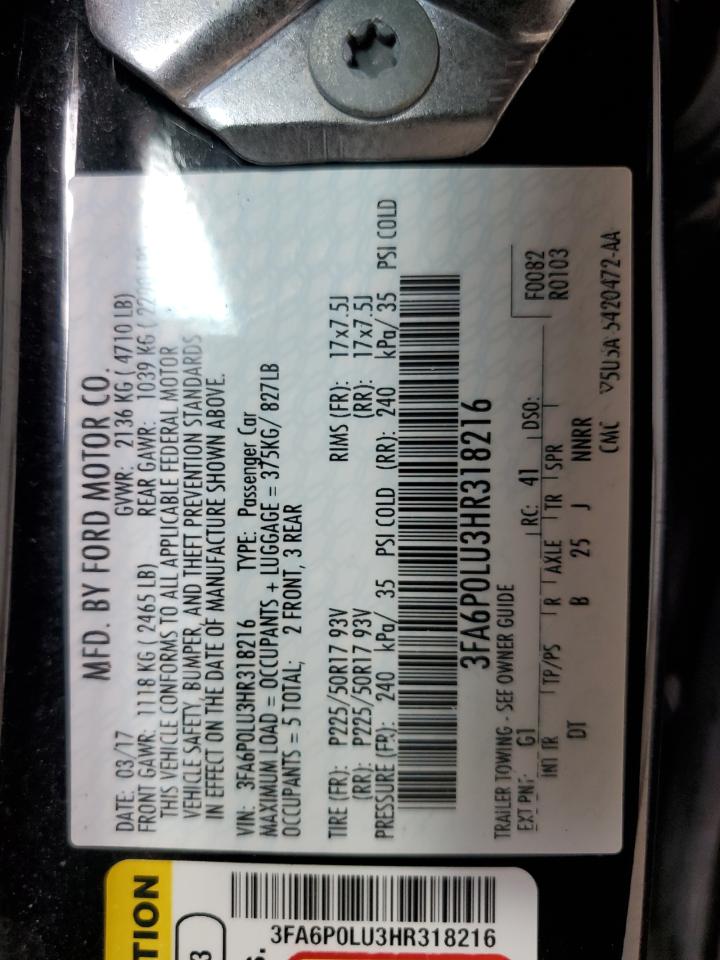 MFD. BY FORD MOTOR CO.
DATE: 03/17 GVWR: 2136 KG ( 4710 LB)
FRONT GAWR: 1118 KG ( 2465 LB) REAR GAWR: 1039 KG (
THIS VEHICLE CONFORMS TO ALL APPLICABLE FEDERAL MOTOR
VEHICLE SAFETY, BUMPER, AND THEFT PREVENTION STANDARDS
IN EFFECT ON THE DATE OF MANUFACTURE SHOWN ABOVE.
VIN: 3FA6P0LU3HR318216 TYPE: Passenger Car
MAXIMUM LOAD = OCCUPANTS + LUGGAGE = 375KG/ 827LB
OCCUPANTS = 5 TOTAL; 2 FRONT, 3 REAR
TIRE (FR): P225/50R17 93V RIMS (FR): 17x7.5J
(RR): P225/50R17 93V (RR): 17x7.5J
PRESSURE (FR): 240 kPa/ 35 PSI COLD (RR): 240 kPa/ 35 PSI COLD
3FA6P0LU3HR318216
TRAILER TOWING - SEE OWNER GUIDE
F0082
EXT PNT: G1 RC: 41 DSO: R0103
INT TR TP/PS R AXLE TR SPR
DT B 25 J NNRR
CMC 5U5A-5420472-AA
TION
3
S.
3FA6P0LU3HR318216